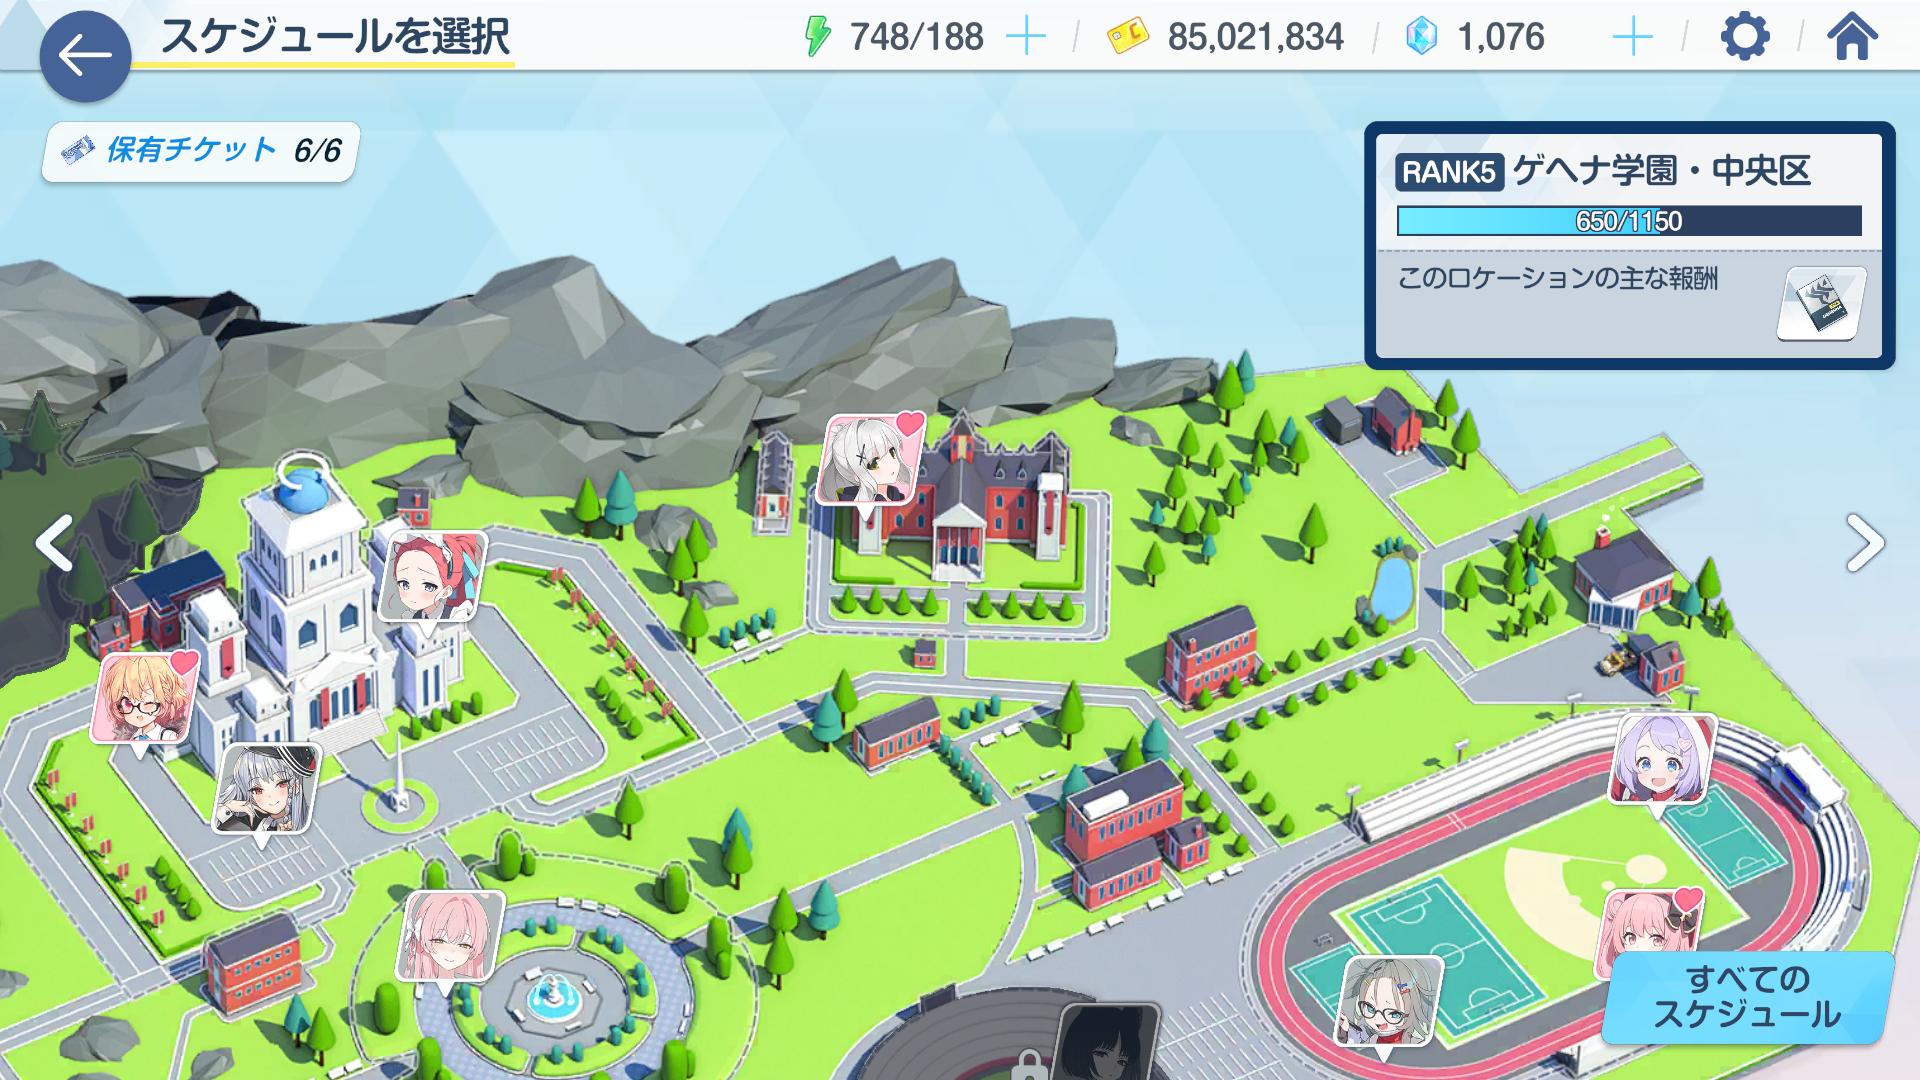 スケジュールを選択
748/188
85,021,834
1,076
保有チケット 6/6
RANK5 ゲヘナ学園・中央区
650/1150
このロケーションの主な報酬
すべての
スケジュール